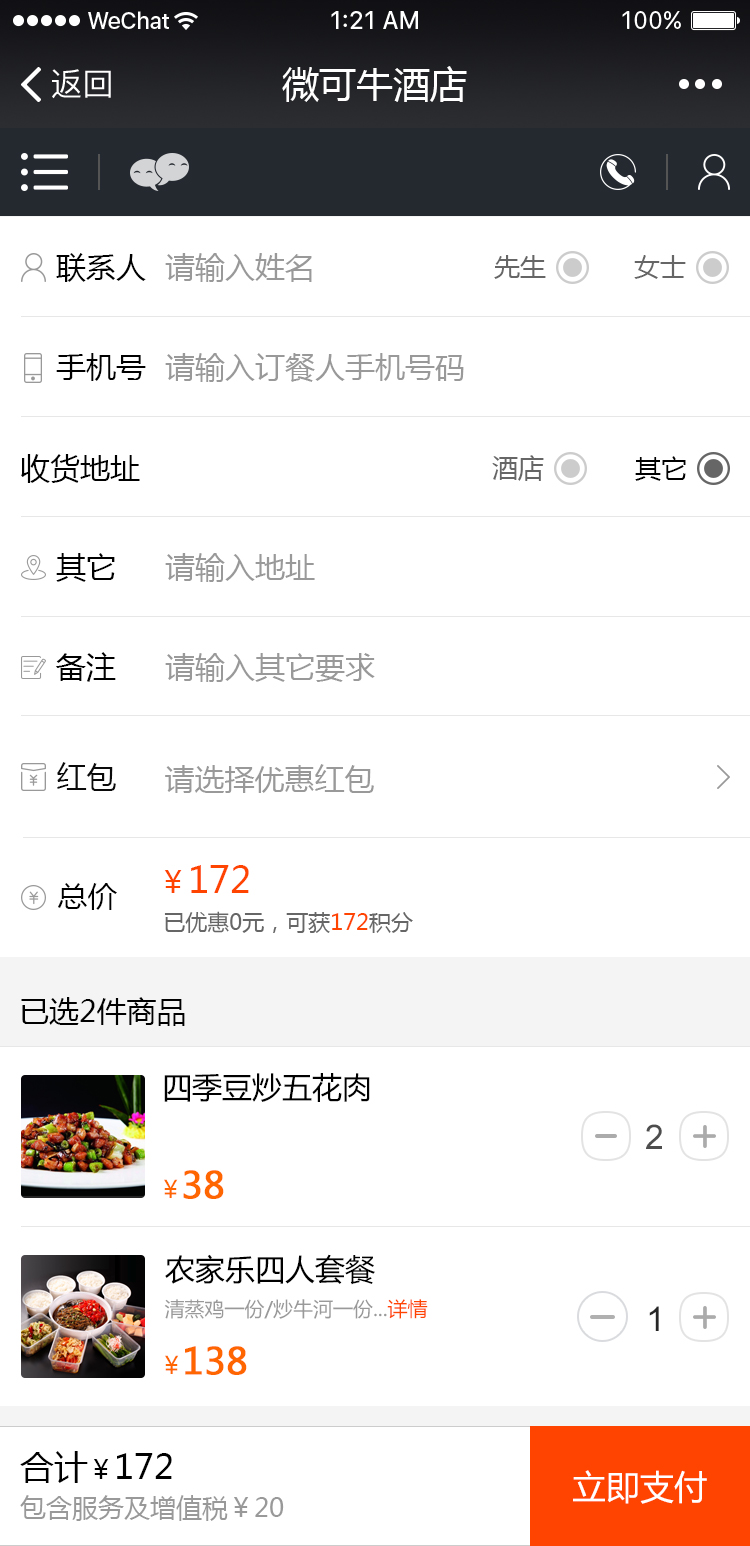 WeChat 1:21 AM 100%
返回 微可牛酒店
联系人 请输入姓名 先生 女士
手机号 请输入订餐人手机号码
收货地址 酒店 其它
其它 请输入地址
备注 请输入其它要求
红包 请选择优惠红包
总价 ¥172
已优惠0元，可获172积分
已选2件商品
四季豆炒五花肉
2
¥38
农家乐四人套餐
清蒸鸡一份/炒牛河一份...详情
1
¥138
合计¥172
包含服务及增值税¥20
立即支付